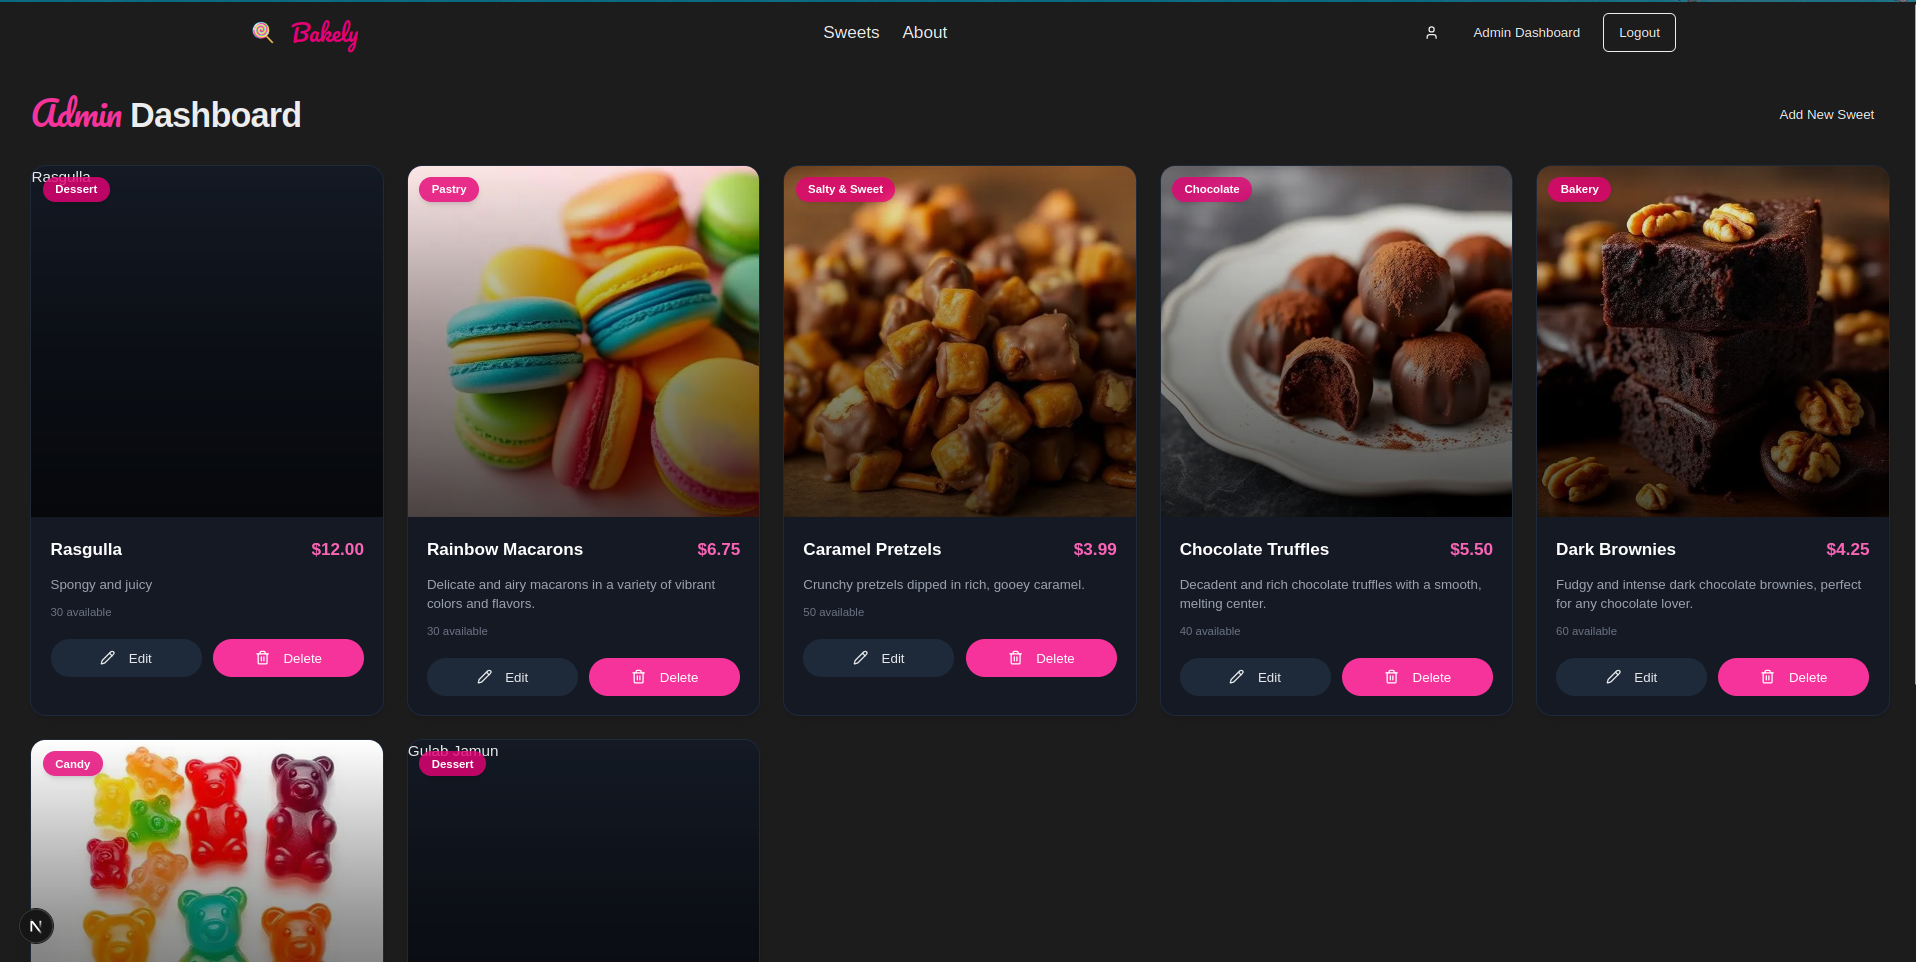 Bakely
Sweets About
Admin Dashboard
Logout
Admin Dashboard
Add New Sweet
Rasgulla
Dessert
Pastry
Salty & Sweet
Chocolate
Bakery
Rasgulla $12.00
Spongy and juicy
30 available
Edit Delete
Rainbow Macarons $6.75
Delicate and airy macarons in a variety of vibrant
colors and flavors.
30 available
Edit Delete
Caramel Pretzels $3.99
Crunchy pretzels dipped in rich, gooey caramel.
50 available
Edit Delete
Chocolate Truffles $5.50
Decadent and rich chocolate truffles with a smooth,
melting center.
40 available
Edit Delete
Dark Brownies $4.25
Fudgy and intense dark chocolate brownies, perfect
for any chocolate lover.
60 available
Edit Delete
Candy
Gulab Jamun
Dessert
N